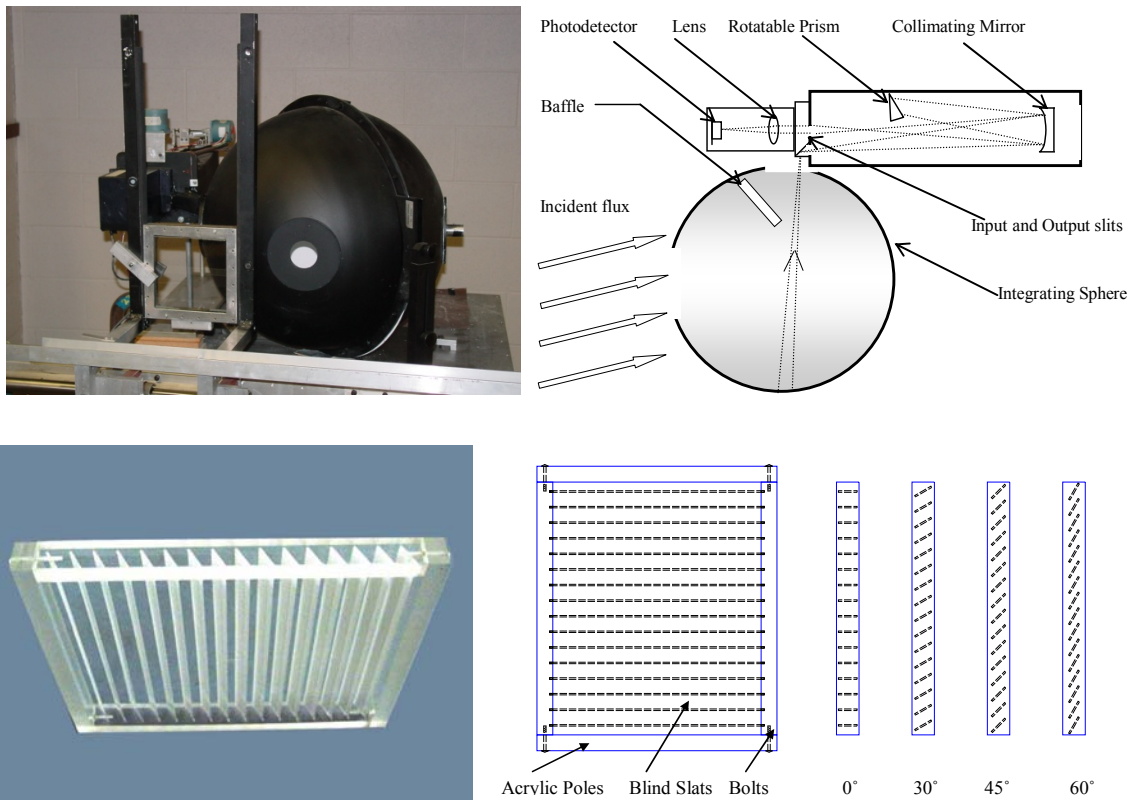 Photodetector Lens Rotatable Prism Collimating Mirror
Baffle
Incident flux
Input and Output slits
Integrating Sphere
Acrylic Poles Blind Slats Bolts 0˚ 30˚ 45˚ 60˚